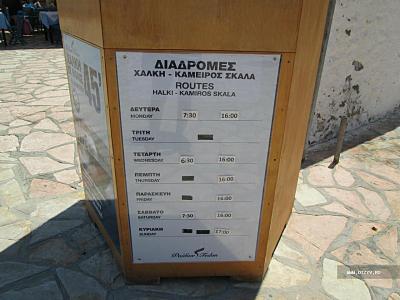 ΔΙΑΔΡΟΜΕΣ
ΧΑΛΚΗ - ΚΑΜΕΙΡΟΣ ΣΚΑΛΑ
ROUTES
HALKI - KAMIROS SKALA
ΔΕΥΤΕΡΑ
MONDAY 7:30 16:00
ΤΡΙΤΗ
TUESDAY
ΤΕΤΑΡΤΗ
WEDNESDAY 6:30 16:00
ΠΕΜΠΤΗ
THURSDAY 16:00
ΠΑΡΑΣΚΕΥΗ
FRIDAY 16:00
ΣΑΒΒΑΤΟ
SATURDAY 7:30 16:00
ΚΥΡΙΑΚΗ
SUNDAY 17:00
45'